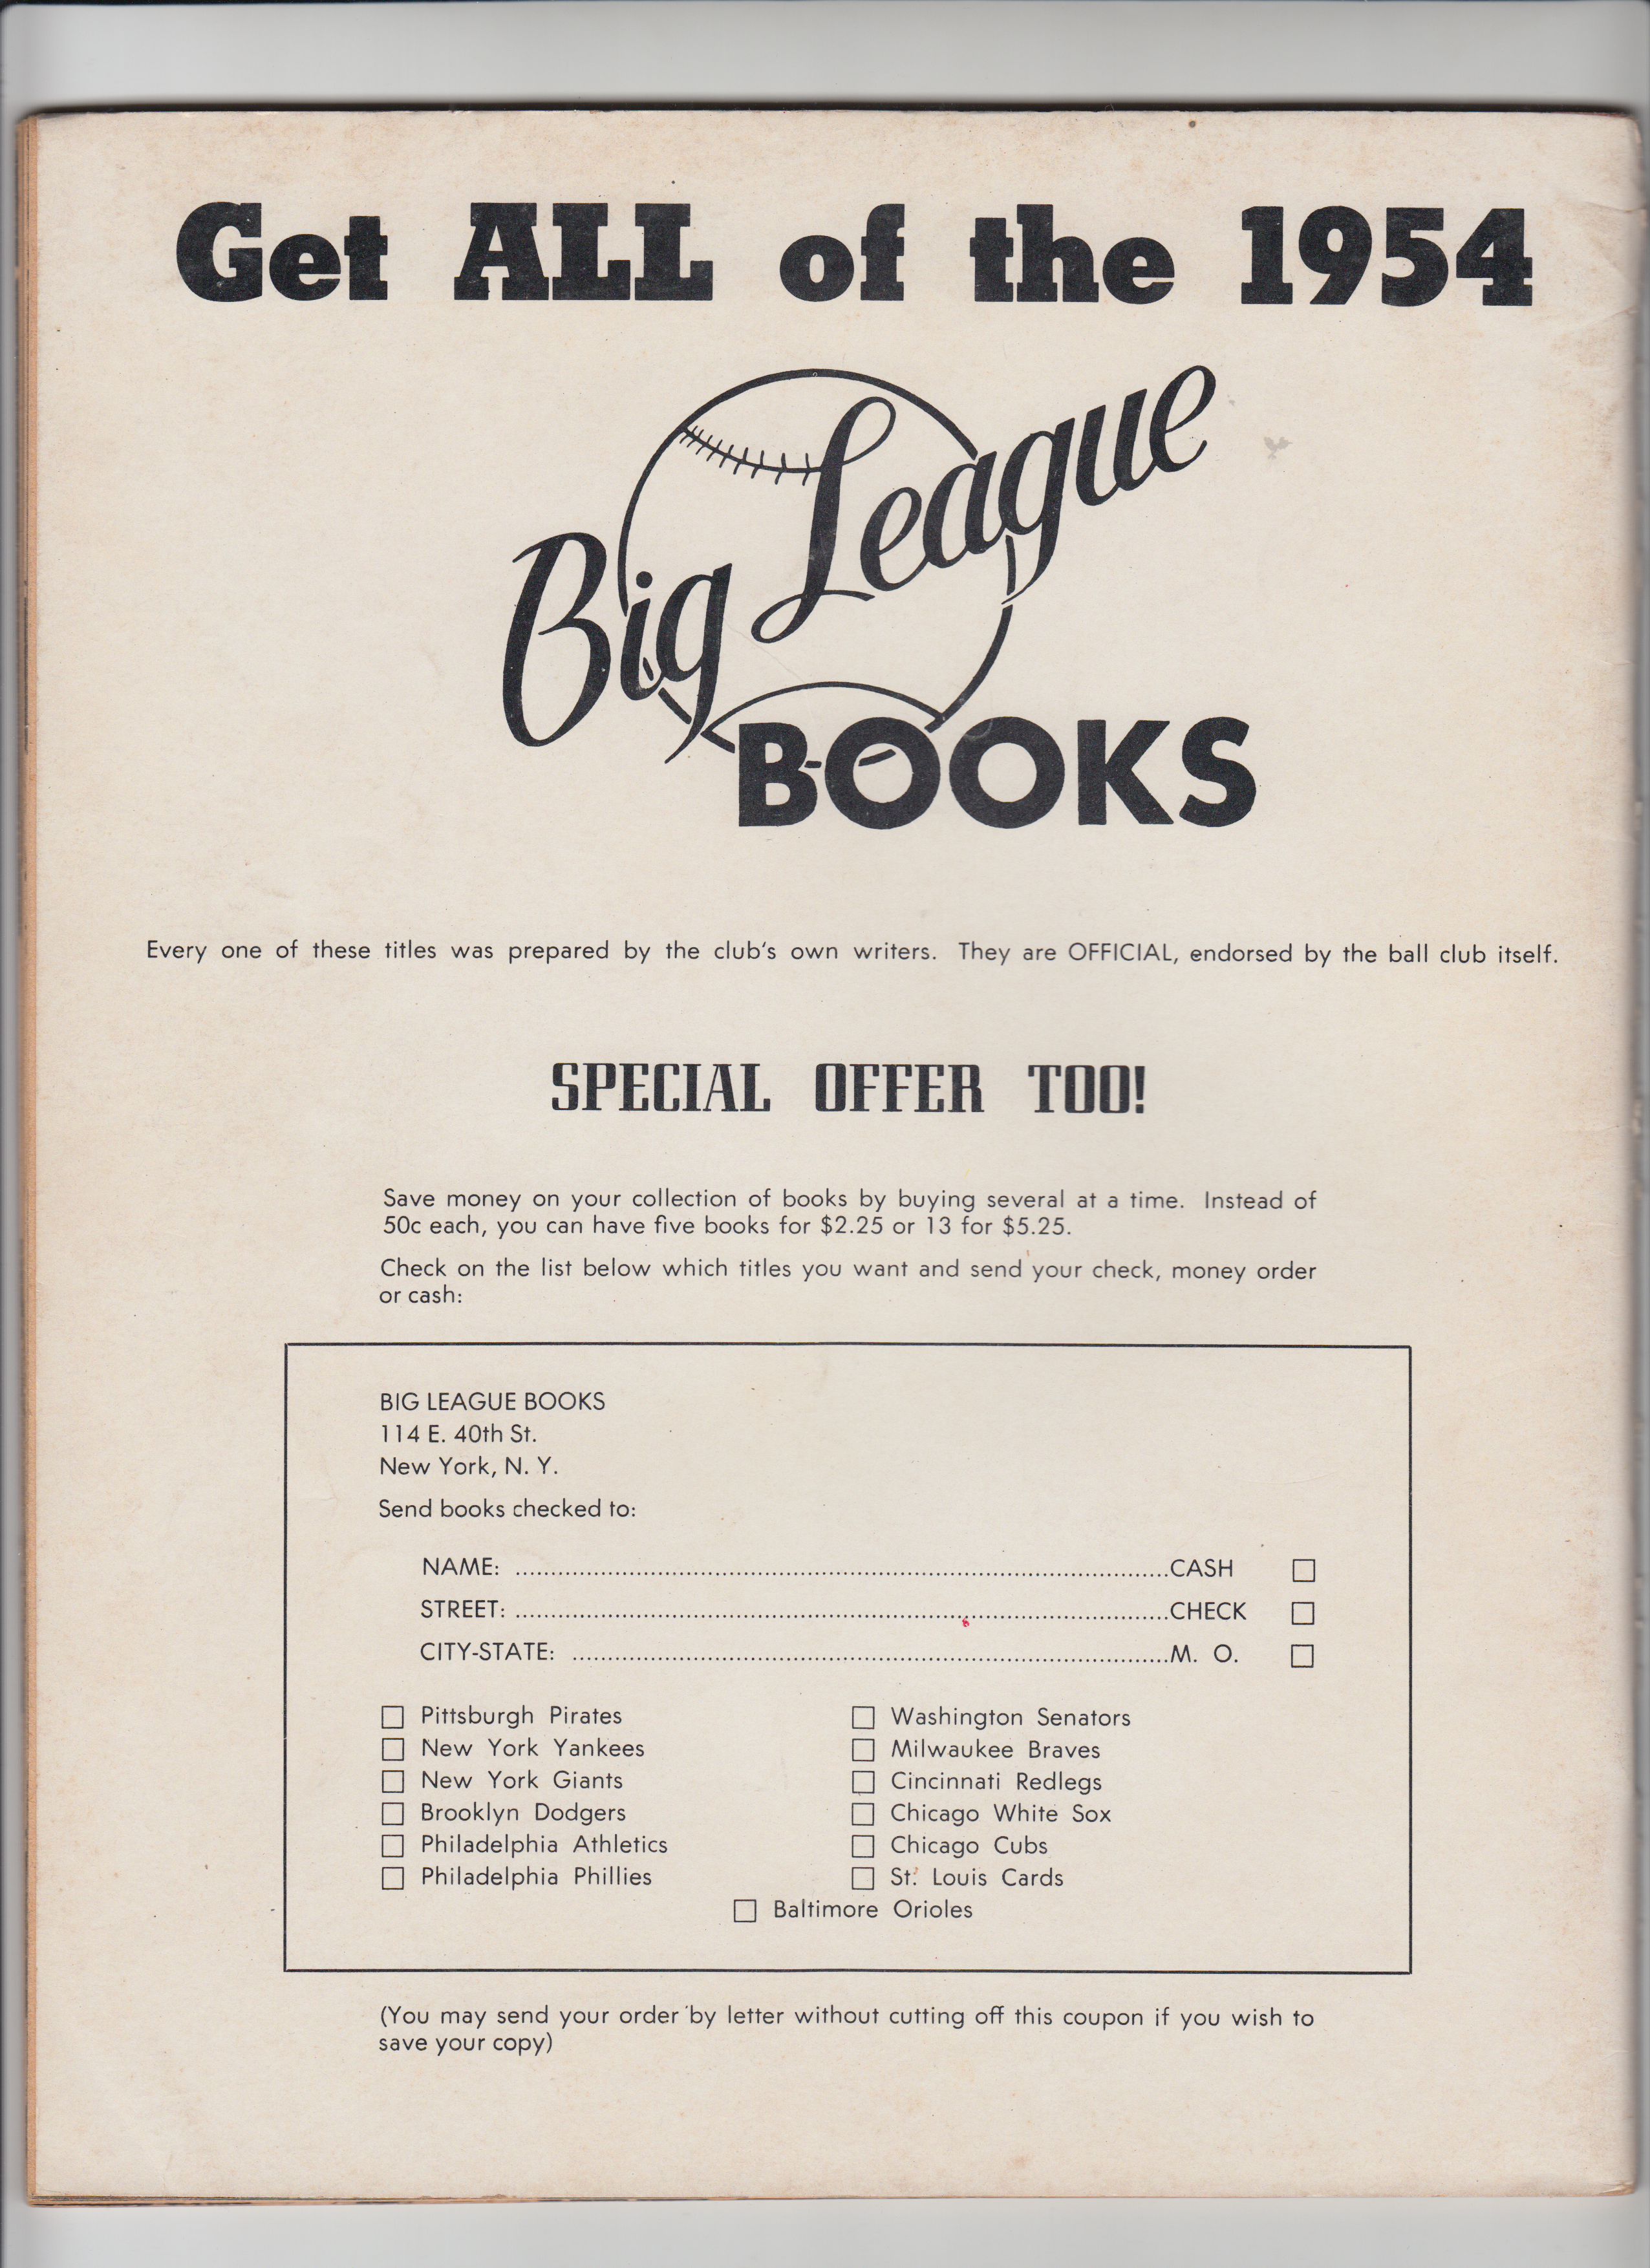 Get ALL of the 1954
Big League
BOOKS
Every one of these titles was prepared by the club's own writers. They are OFFICIAL, endorsed by the ball club itself.
SPECIAL OFFER TOO!
Save money on your collection of books by buying several at a time. Instead of
50c each, you can have five books for $2.25 or 13 for $5.25.
Check on the list below which titles you want and send your check, money order
or cash:
BIG LEAGUE BOOKS
114 E. 40th St.
New York, N. Y.
Send books checked to:
NAME: ........................................ CASH ☐
STREET: ........................................ CHECK ☐
CITY-STATE: ........................................ M. O. ☐
☐ Pittsburgh Pirates
☐ New York Yankees
☐ New York Giants
☐ Brooklyn Dodgers
☐ Philadelphia Athletics
☐ Philadelphia Phillies
☐ Washington Senators
☐ Milwaukee Braves
☐ Cincinnati Redlegs
☐ Chicago White Sox
☐ Chicago Cubs
☐ St. Louis Cards
☐ Baltimore Orioles
(You may send your order by letter without cutting off this coupon if you wish to
save your copy)